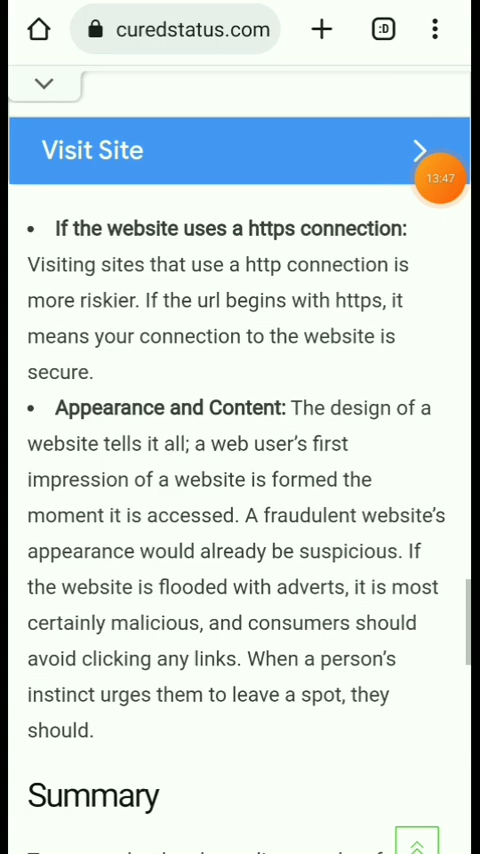 curedstatus.com
:D
Visit Site
13:47
• If the website uses a https connection:
Visiting sites that use a http connection is
more riskier. If the url begins with https, it
means your connection to the website is
secure.
• Appearance and Content: The design of a
website tells it all; a web user’s first
impression of a website is formed the
moment it is accessed. A fraudulent website’s
appearance would already be suspicious. If
the website is flooded with adverts, it is most
certainly malicious, and consumers should
avoid clicking any links. When a person’s
instinct urges them to leave a spot, they
should.
Summary